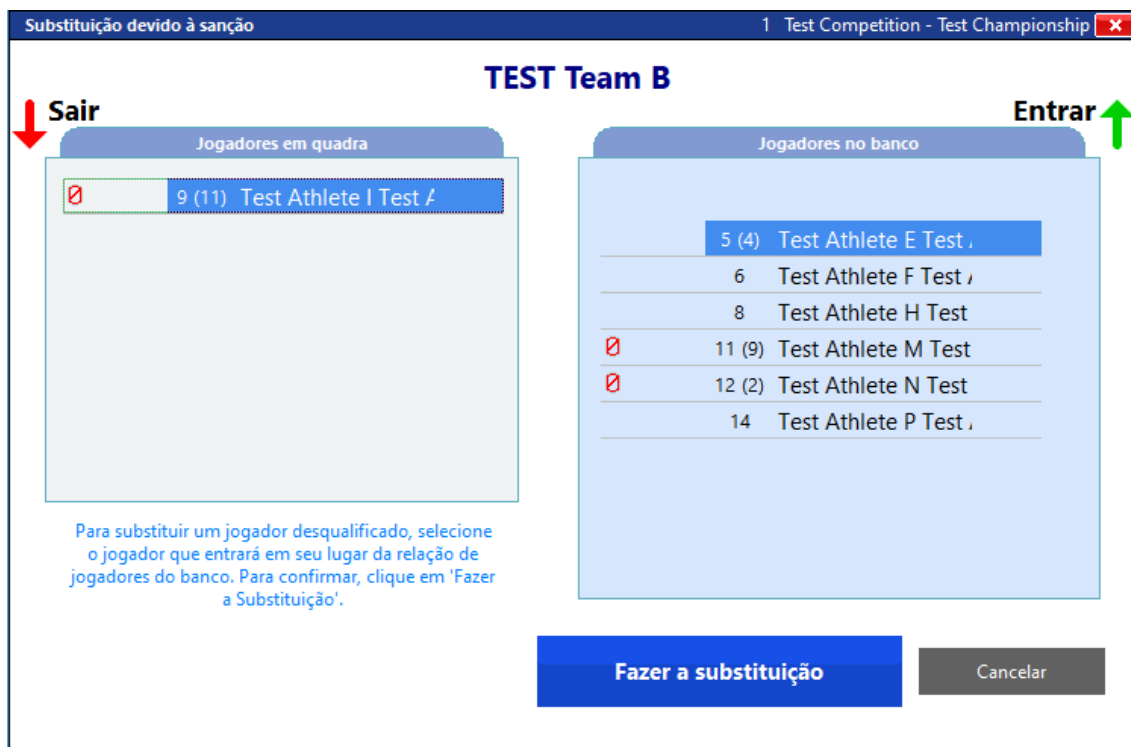 Substituição devido à sanção
1 Test Competition - Test Championship
TEST Team B
Sair
Entrar
Jogadores em quadra
Jogadores no banco
0 9 (11) Test Athlete I Test
5 (4) Test Athlete E Test
6 Test Athlete F Test
8 Test Athlete H Test
0 11 (9) Test Athlete M Test
0 12 (2) Test Athlete N Test
14 Test Athlete P Test
Para substituir um jogador desqualificado, selecione
o jogador que entrará em seu lugar da relação de
jogadores do banco. Para confirmar, clique em 'Fazer
a Substituição'.
Fazer a substituição
Cancelar